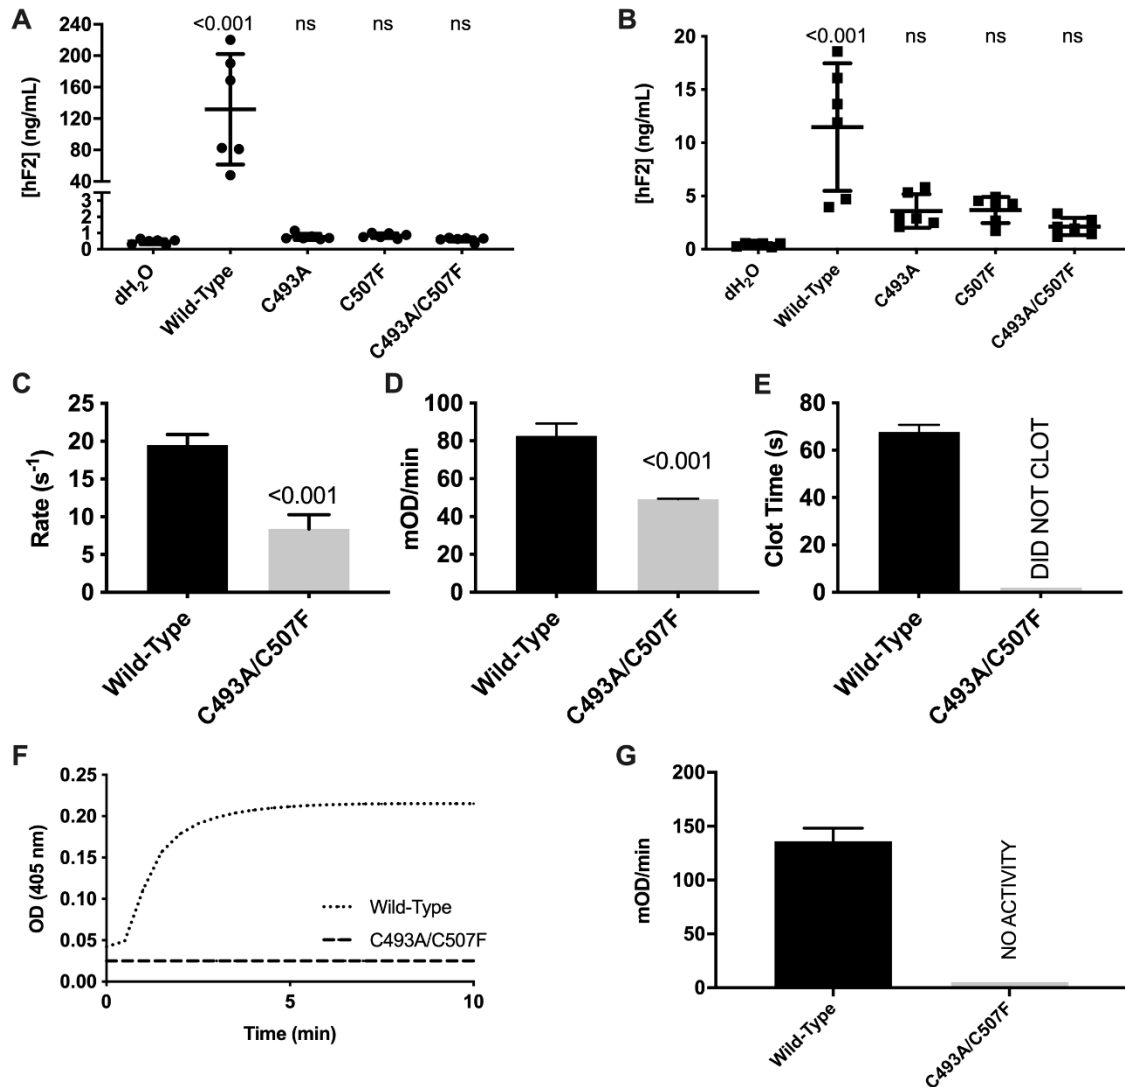 A
<0.001
ns
ns
ns
[hF2] (ng/mL)
240
200
160
120
80
40
5
4
3
2
1
0
dH2O
Wild-Type
C493A
C507F
C493A/C507F
B
<0.001
ns
ns
ns
[hF2] (ng/mL)
20
15
10
5
0
dH2O
Wild-Type
C493A
C507F
C493A/C507F
C
Rate (s-1)
25
20
15
10
5
0
<0.001
Wild-Type
C493A/C507F
D
mOD/min
100
80
60
40
20
0
<0.001
Wild-Type
C493A/C507F
E
Clot Time (s)
80
60
40
20
0
DID NOT CLOT
Wild-Type
C493A/C507F
F
OD (405 nm)
0.25
0.20
0.15
0.10
0.05
0.00
Wild-Type
C493A/C507F
0
5
10
Time (min)
G
mOD/min
200
150
100
50
0
NO ACTIVITY
Wild-Type
C493A/C507F